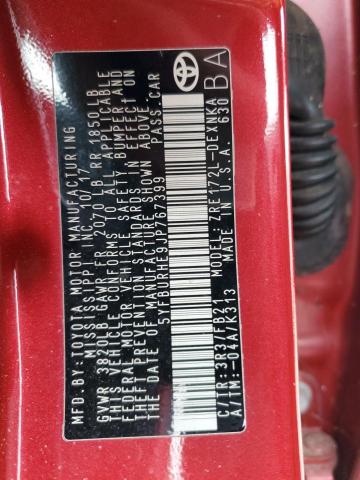 MFD.BY:TOYOTA MOTOR MANUFACTURING
MISSISSIPPI, INC. 10/17
GVWR 3820LB GAWR FR 2070LB RR 1850LB
THIS VEHICLE CONFORMS TO ALL APPLICABLE
FEDERAL MOTOR VEHICLE SAFETY, BUMPER AND
THEFT PREVENTION STANDARDS IN EFFECT ON
THE DATE OF MANUFACTURE SHOWN ABOVE.
5YFBURHE9JP767399 PASS.CAR
C/TR:3R3/FB21 MODEL: ZRE172L-DEXNKA
A/TM:-04A/K313 MADE IN U.S.A. 630
TOYOTA
BA